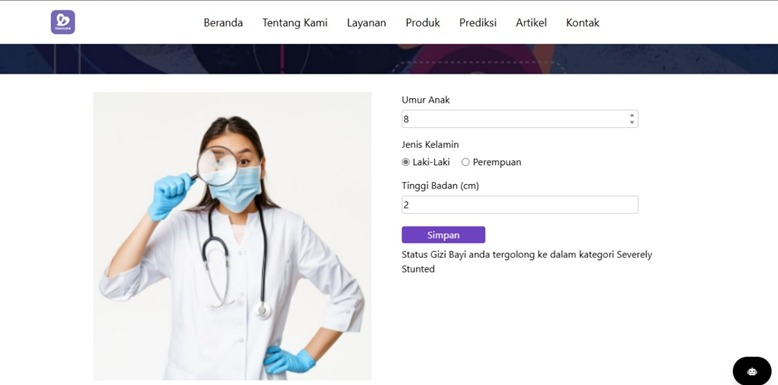 Beranda Tentang Kami Layanan Produk Prediksi Artikel Kontak
Umur Anak
8
Jenis Kelamin
Laki-Laki Perempuan
Tinggi Badan (cm)
2
Simpan
Status Gizi Bayi anda tergolong ke dalam kategori Severely
Stunted